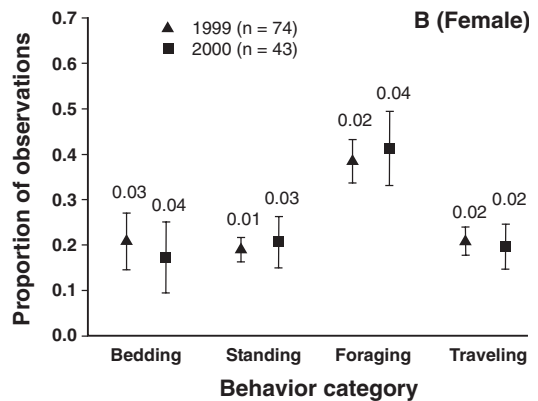 B (Female)
1999 (n = 74)
2000 (n = 43)
Proportion of observations
0.7
0.6
0.5
0.4
0.3
0.2
0.1
0.0
0.03
0.04
0.01
0.03
0.02
0.04
0.02
0.02
Bedding Standing Foraging Traveling
Behavior category